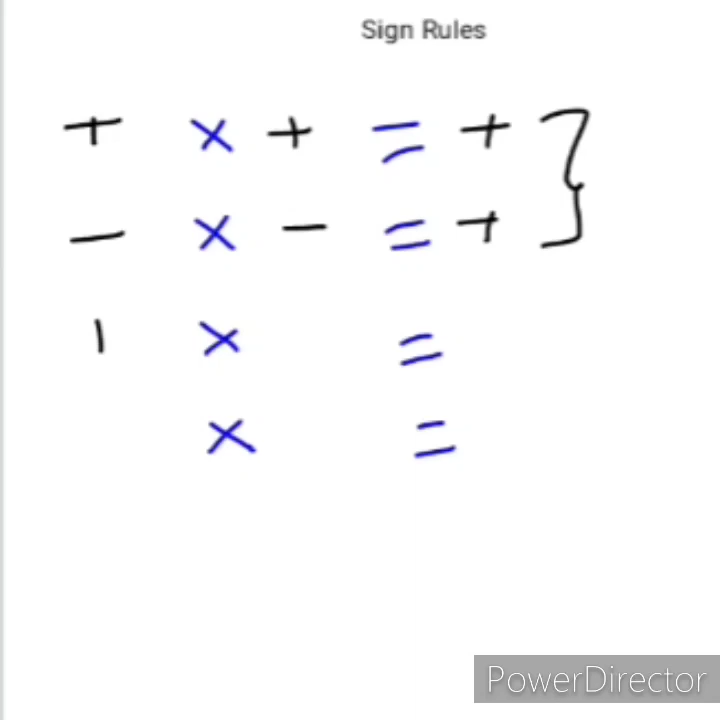 Sign Rules
+ × + = +
− × − = +
| × =
× =
PowerDirector